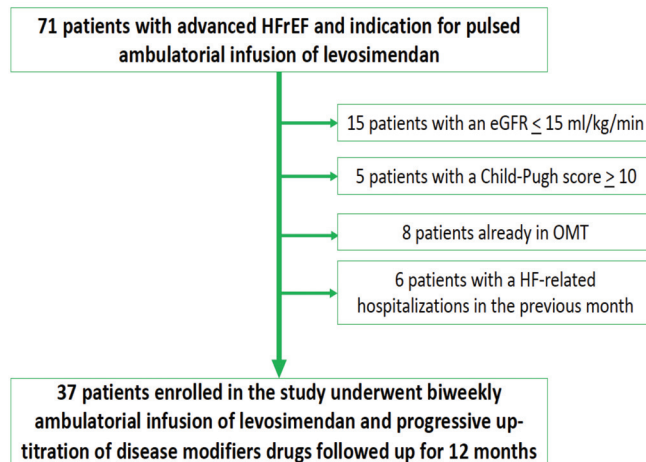 71 patients with advanced HFrEF and indication for pulsed
ambulatorial infusion of levosimendan
15 patients with an eGFR ≤ 15 ml/kg/min
5 patients with a Child-Pugh score ≥ 10
8 patients already in OMT
6 patients with a HF-related
hospitalizations in the previous month
37 patients enrolled in the study underwent biweekly
ambulatorial infusion of levosimendan and progressive up-
titration of disease modifiers drugs followed up for 12 months